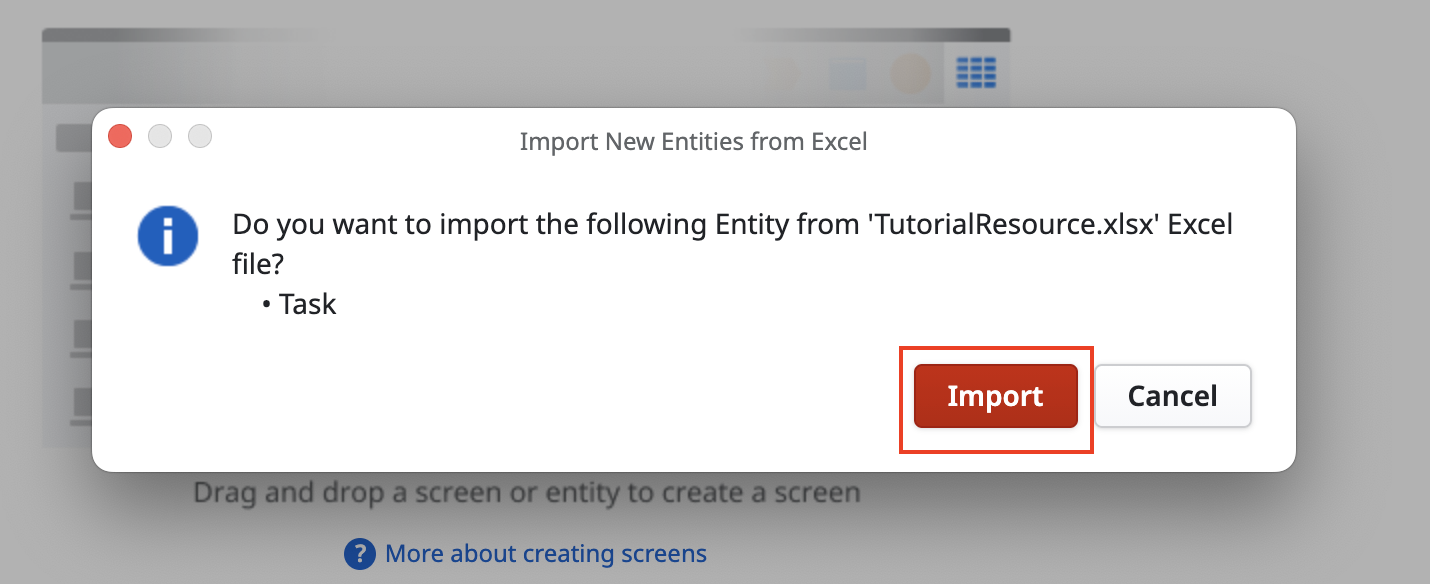 Import New Entities from Excel
Do you want to import the following Entity from 'TutorialResource.xlsx' Excel
file?
• Task
Import
Cancel
Drag and drop a screen or entity to create a screen
? More about creating screens